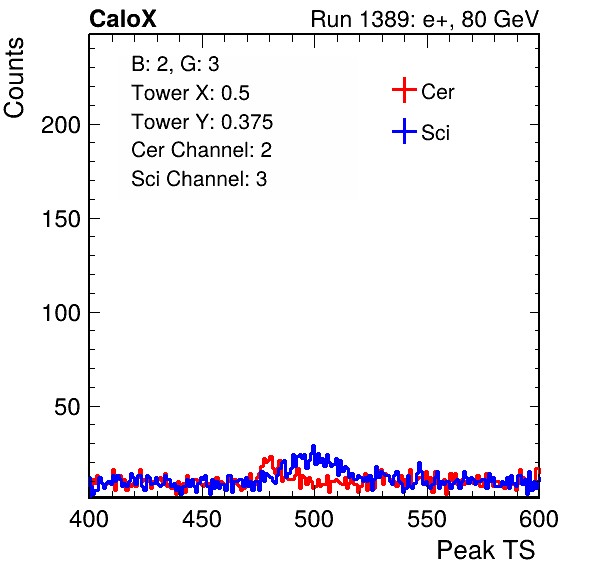 CaloX Run 1389: e+, 80 GeV
B: 2, G: 3
Tower X: 0.5
Tower Y: 0.375
Cer Channel: 2
Sci Channel: 3
Cer
Sci
Counts
200
150
100
50
400 450 500 550 600
Peak TS